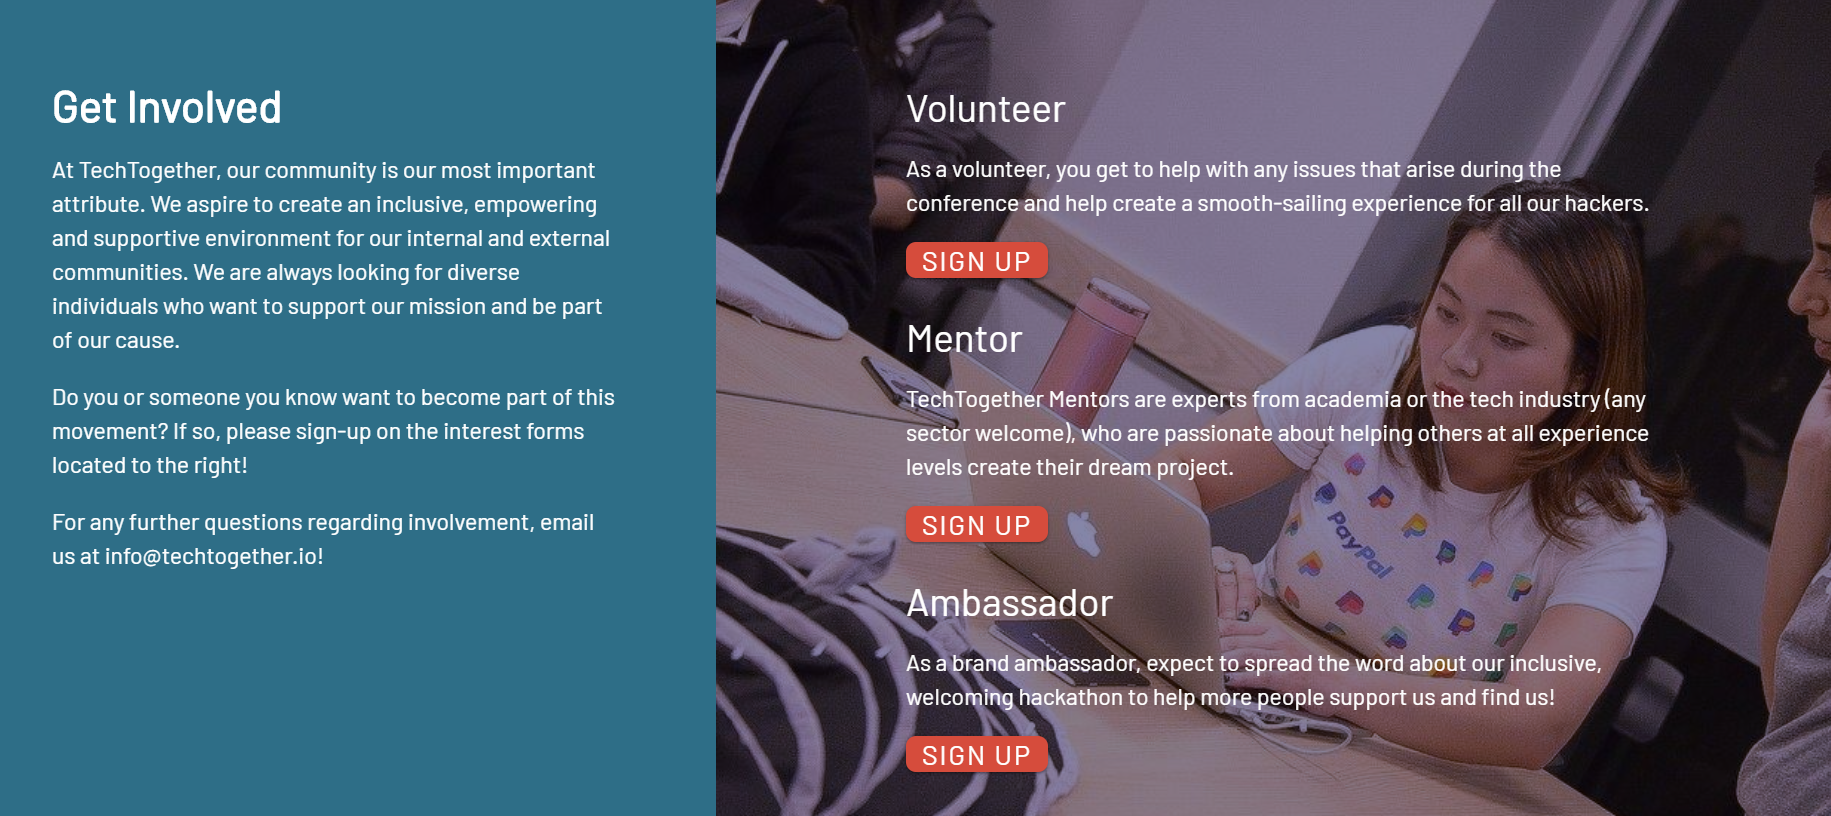 Get Involved
At TechTogether, our community is our most important
attribute. We aspire to create an inclusive, empowering
and supportive environment for our internal and external
communities. We are always looking for diverse
individuals who want to support our mission and be part
of our cause.
Do you or someone you know want to become part of this
movement? If so, please sign-up on the interest forms
located to the right!
For any further questions regarding involvement, email
us at info@techtogether.io!
Volunteer
As a volunteer, you get to help with any issues that arise during the
conference and help create a smooth-sailing experience for all our hackers.
SIGN UP
Mentor
TechTogether Mentors are experts from academia or the tech industry (any
sector welcome), who are passionate about helping others at all experience
levels create their dream project.
SIGN UP
PayPal
Ambassador
As a brand ambassador, expect to spread the word about our inclusive,
welcoming hackathon to help more people support us and find us!
SIGN UP